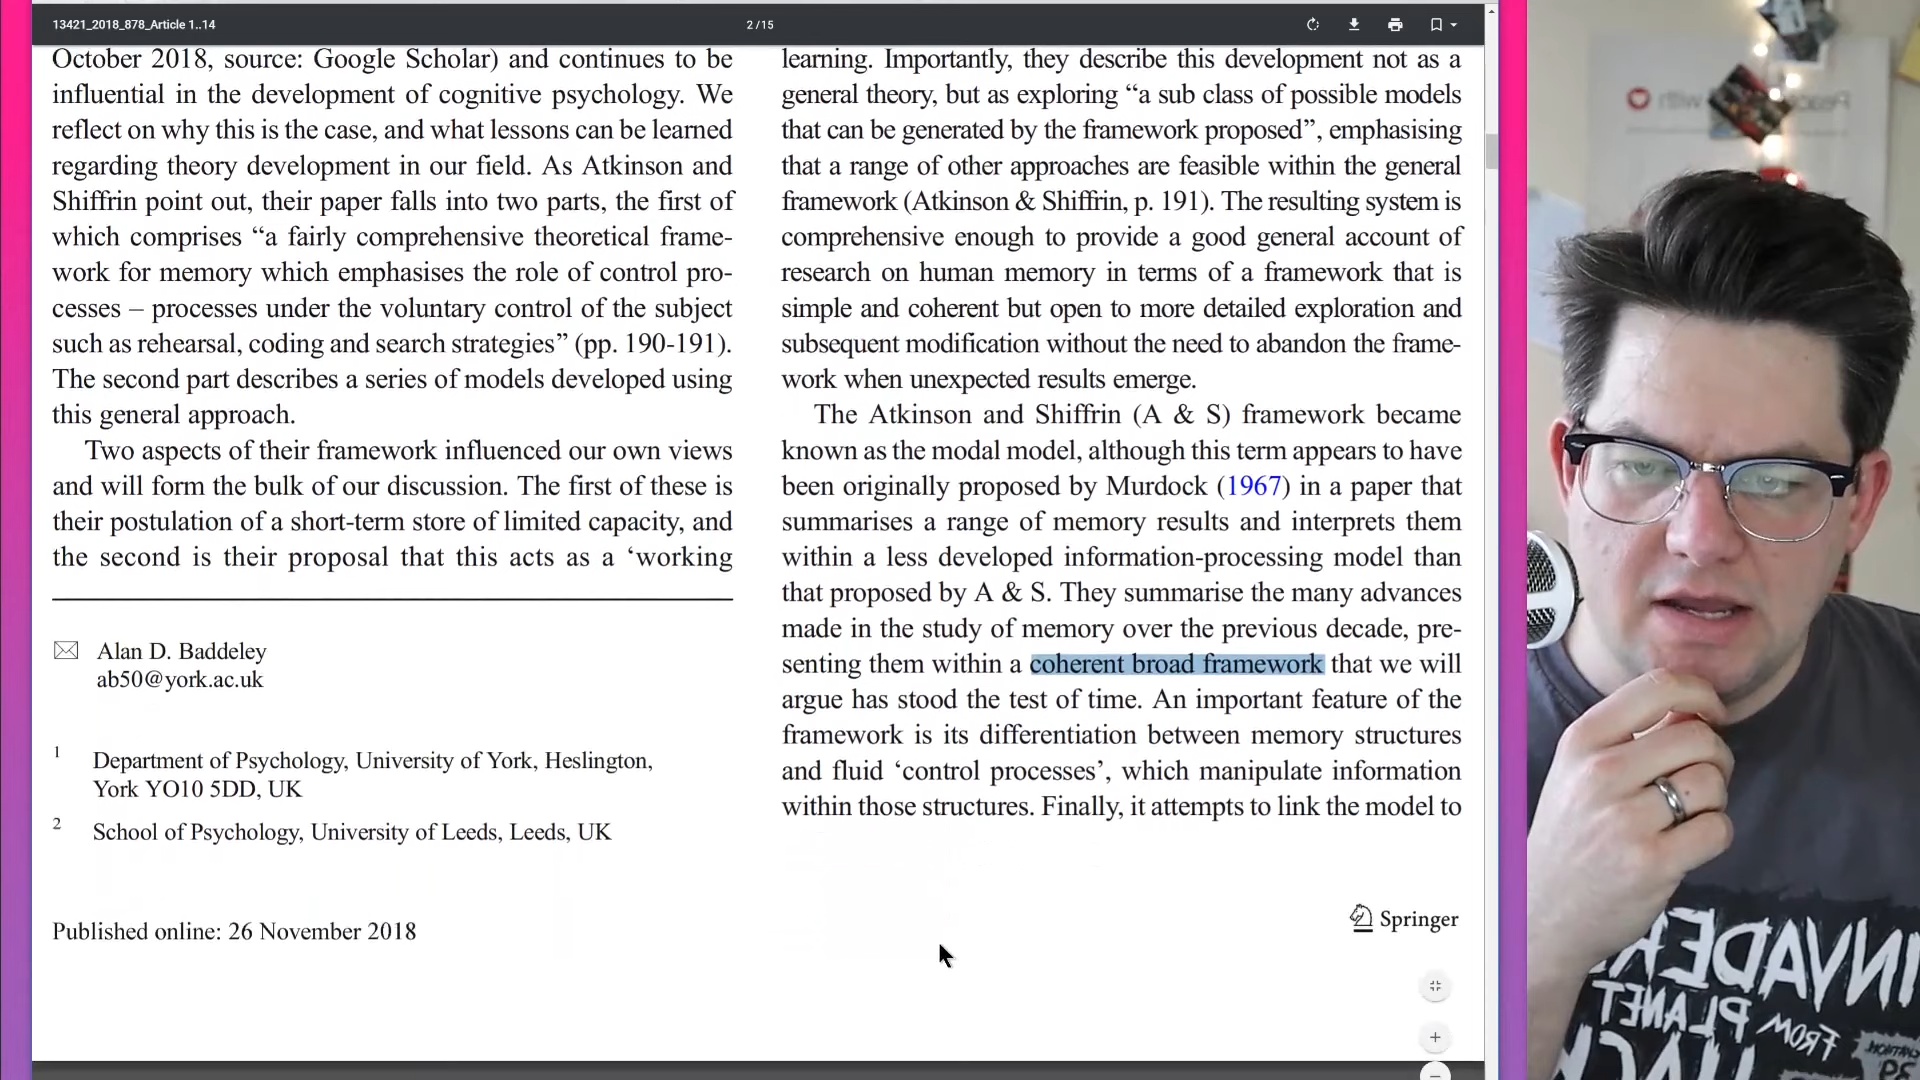 13421_2018_878_Article 1..14
2 / 15
October 2018, source: Google Scholar) and continues to be
influential in the development of cognitive psychology. We
reflect on why this is the case, and what lessons can be learned
regarding theory development in our field. As Atkinson and
Shiffrin point out, their paper falls into two parts, the first of
which comprises “a fairly comprehensive theoretical frame-
work for memory which emphasises the role of control pro-
cesses – processes under the voluntary control of the subject
such as rehearsal, coding and search strategies” (pp. 190-191).
The second part describes a series of models developed using
this general approach.
Two aspects of their framework influenced our own views
and will form the bulk of our discussion. The first of these is
their postulation of a short-term store of limited capacity, and
the second is their proposal that this acts as a ‘working
Alan D. Baddeley
ab50@york.ac.uk
1 Department of Psychology, University of York, Heslington,
York YO10 5DD, UK
2 School of Psychology, University of Leeds, Leeds, UK
Published online: 26 November 2018
learning. Importantly, they describe this development not as a
general theory, but as exploring “a sub class of possible models
that can be generated by the framework proposed”, emphasising
that a range of other approaches are feasible within the general
framework (Atkinson & Shiffrin, p. 191). The resulting system is
comprehensive enough to provide a good general account of
research on human memory in terms of a framework that is
simple and coherent but open to more detailed exploration and
subsequent modification without the need to abandon the frame-
work when unexpected results emerge.
The Atkinson and Shiffrin (A & S) framework became
known as the modal model, although this term appears to have
been originally proposed by Murdock (1967) in a paper that
summarises a range of memory results and interprets them
within a less developed information-processing model than
that proposed by A & S. They summarise the many advances
made in the study of memory over the previous decade, pre-
senting them within a coherent broad framework that we will
argue has stood the test of time. An important feature of the
framework is its differentiation between memory structures
and fluid ‘control processes’, which manipulate information
within those structures. Finally, it attempts to link the model to
Springer
INVADER
FROM
PLANET